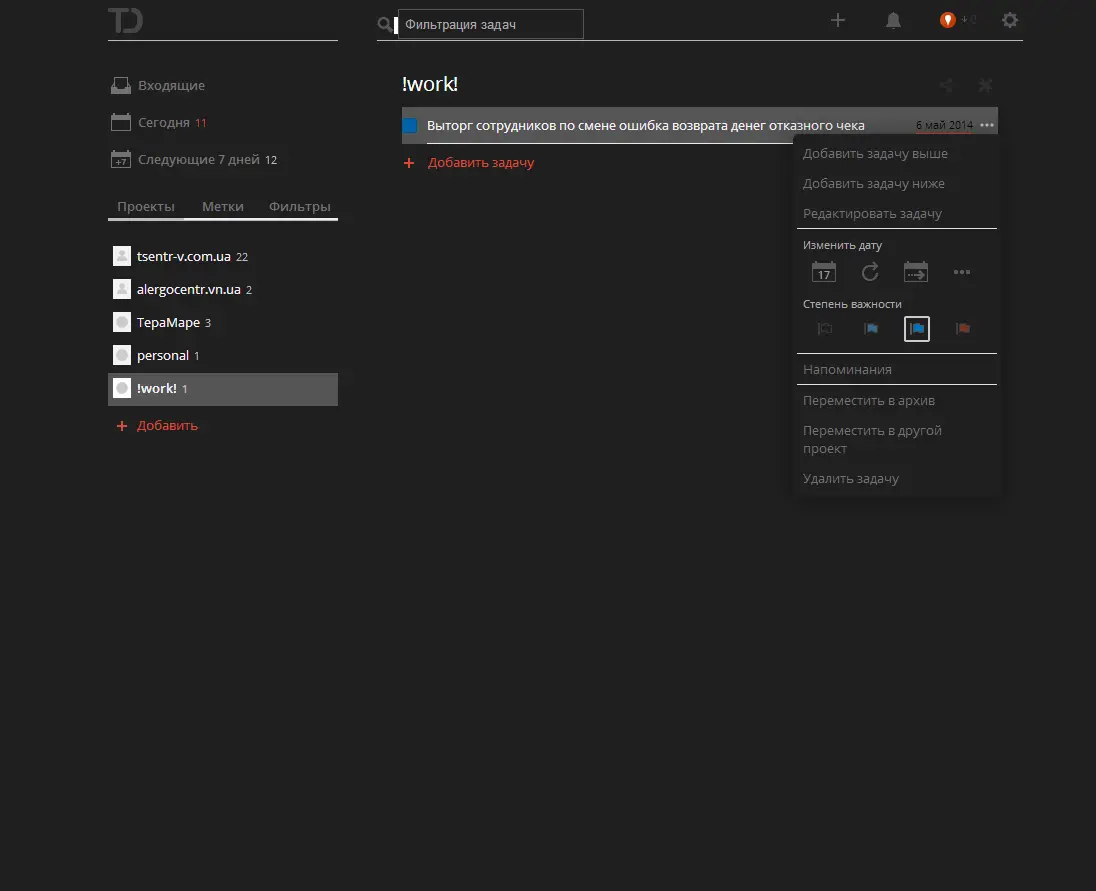 TD
Фильтрация задач
0
Входящие
Сегодня 11
+7 Следующие 7 дней 12
Проекты Метки Фильтры
tsentr-v.com.ua 22
alergocentr.vn.ua 2
ТераМаре 3
personal 1
!work! 1
+ Добавить
!work!
Выторг сотрудников по смене ошибка возврата денег отказного чека 6 май 2014
+ Добавить задачу
Добавить задачу выше
Добавить задачу ниже
Редактировать задачу
Изменить дату
17
Степень важности
Напоминания
Переместить в архив
Переместить в другой
проект
Удалить задачу